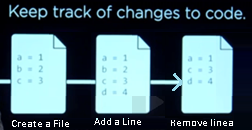 Keep track of changes to code.
a = 1
b = 2
c = 3
a = 1
b = 2
c = 3
d = 4
a = 1
c = 3
d = 4
Create a File
Add a Line
Remove linea